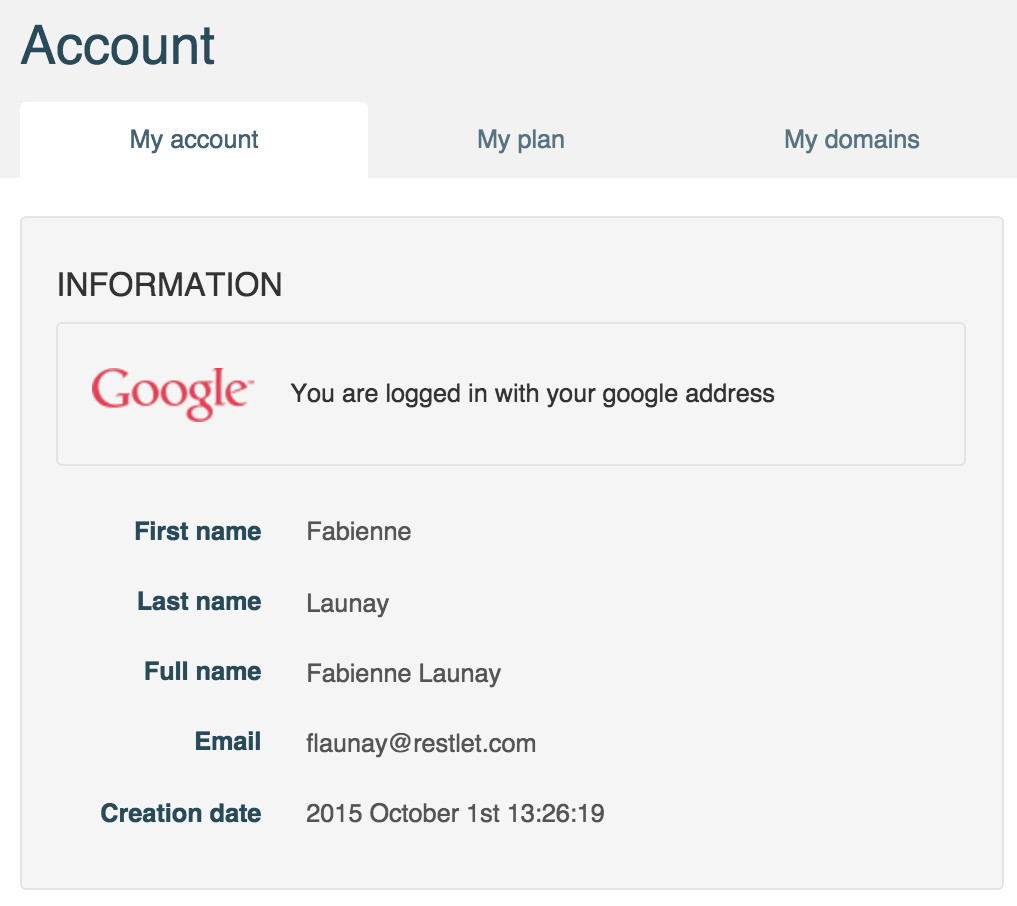 Account
My account My plan My domains
INFORMATION
Google™ You are logged in with your google address
First name Fabienne
Last name Launay
Full name Fabienne Launay
Email flaunay@restlet.com
Creation date 2015 October 1st 13:26:19